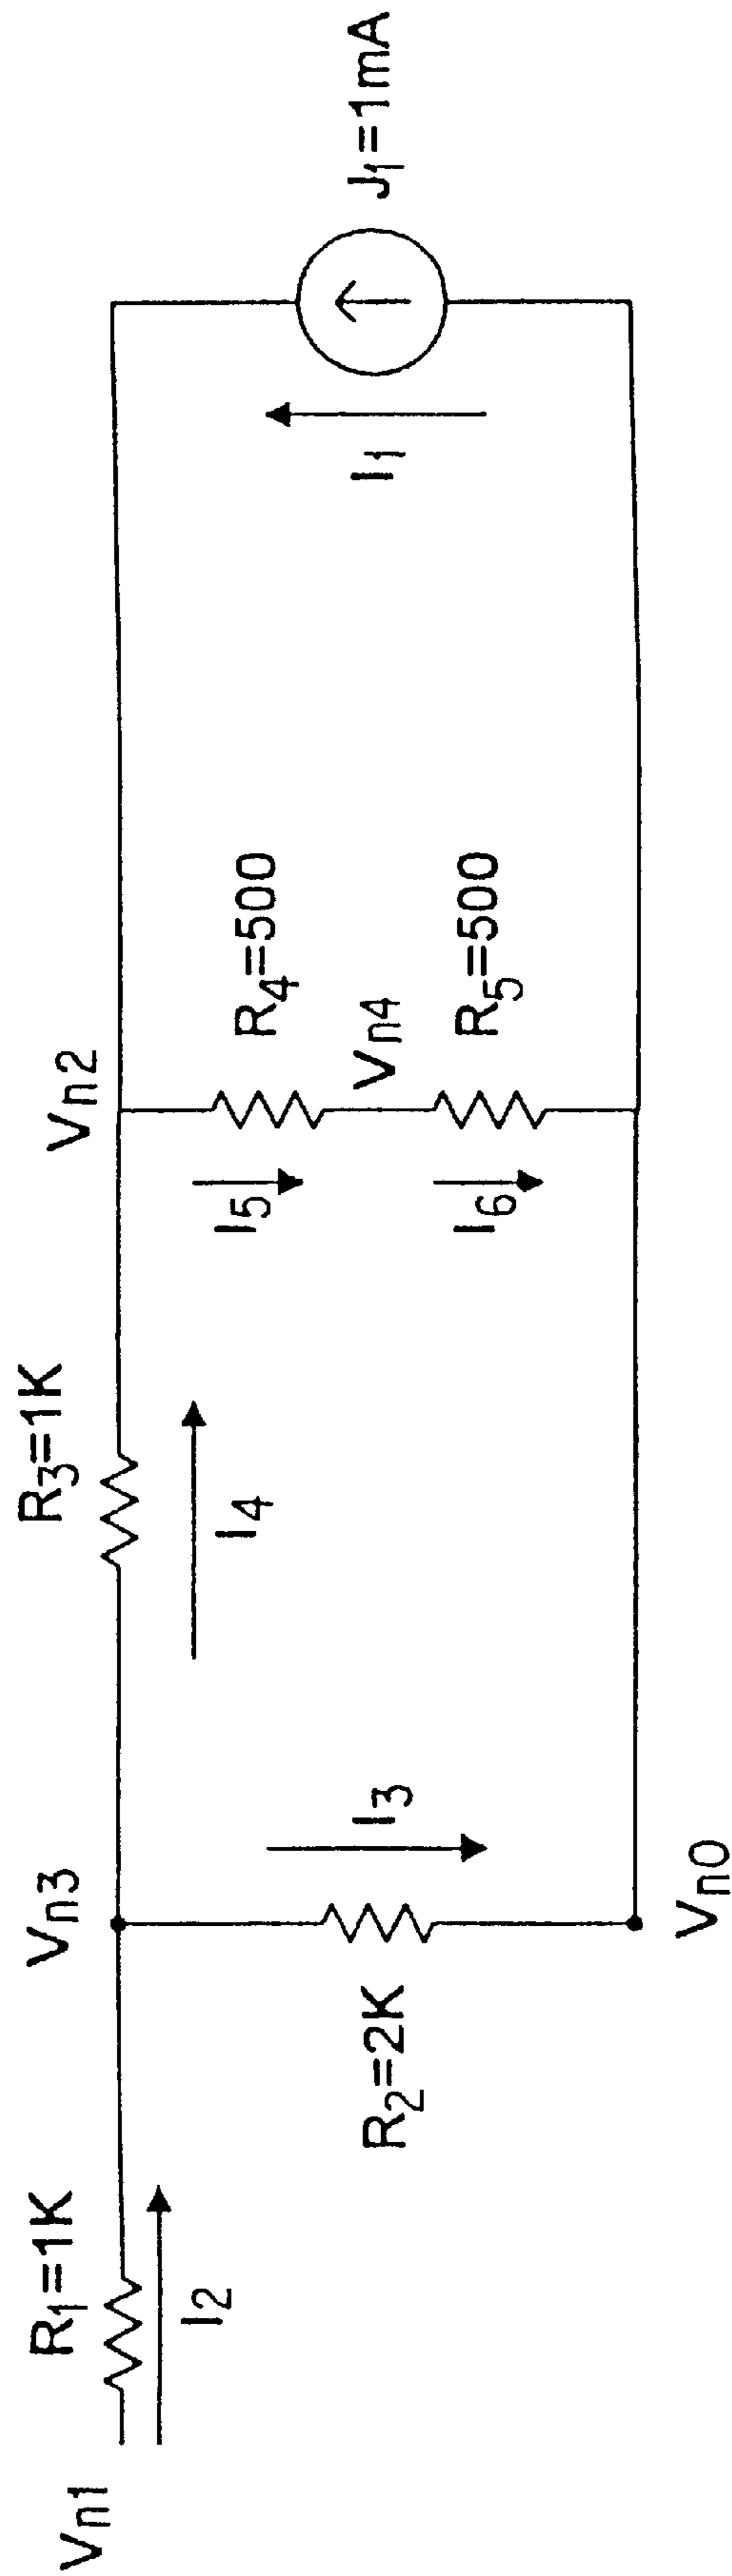 Vn1
R1=1K
I2
Vn3
R2=2K
I3
Vn0
R3=1K
I4
Vn2
I5
R4=500
Vn4
I6
R5=500
I1
J1=1mA